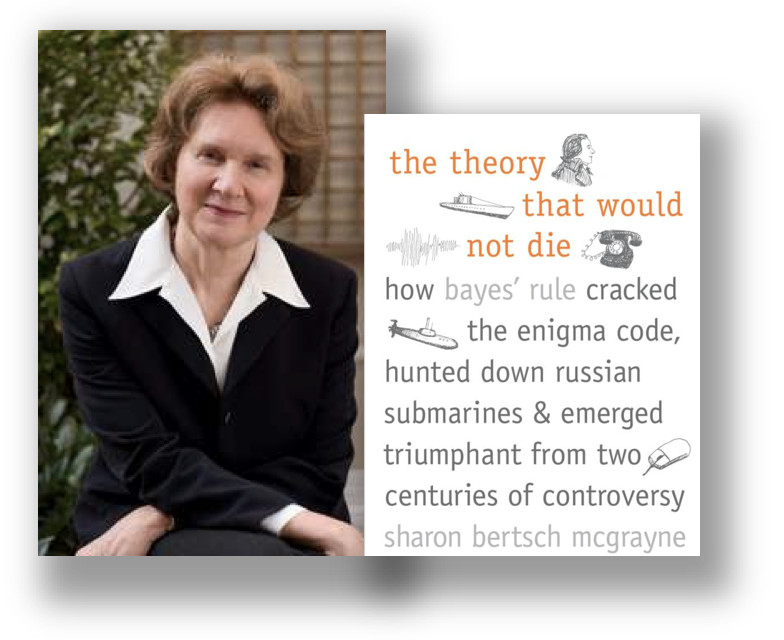 the theory
that would
not die
how bayes' rule cracked
the enigma code,
hunted down russian
submarines & emerged
triumphant from two
centuries of controversy
sharon bertsch mcgrayne